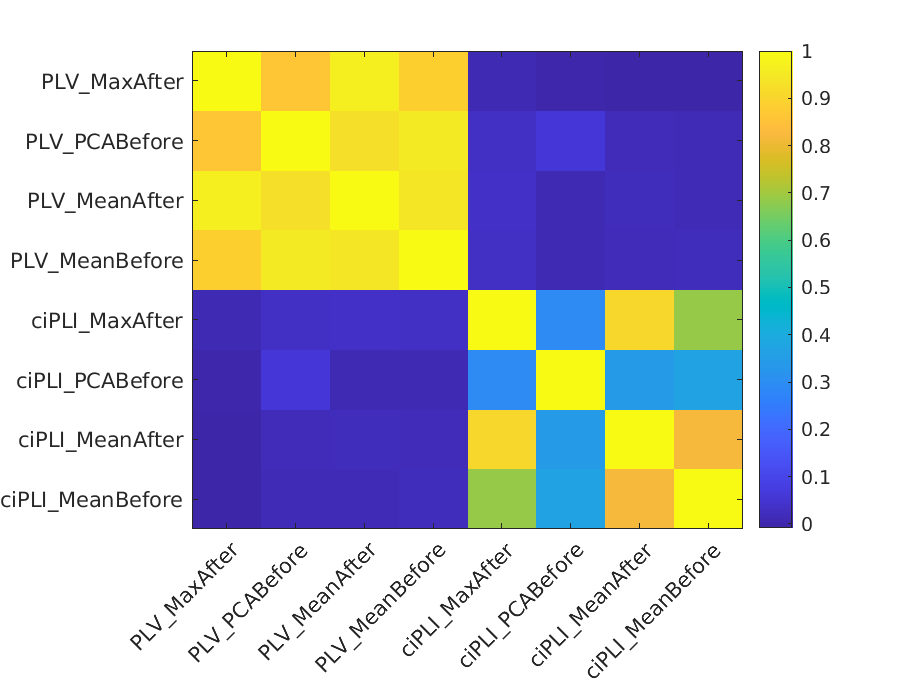 PLV_MaxAfter
PLV_PCABefore
PLV_MeanAfter
PLV_MeanBefore
ciPLI_MaxAfter
ciPLI_PCABefore
ciPLI_MeanAfter
ciPLI_MeanBefore
PLV_MaxAfter
PLV_PCABefore
PLV_MeanAfter
PLV_MeanBefore
ciPLI_MaxAfter
ciPLI_PCABefore
ciPLI_MeanAfter
ciPLI_MeanBefore
1
0.9
0.8
0.7
0.6
0.5
0.4
0.3
0.2
0.1
0